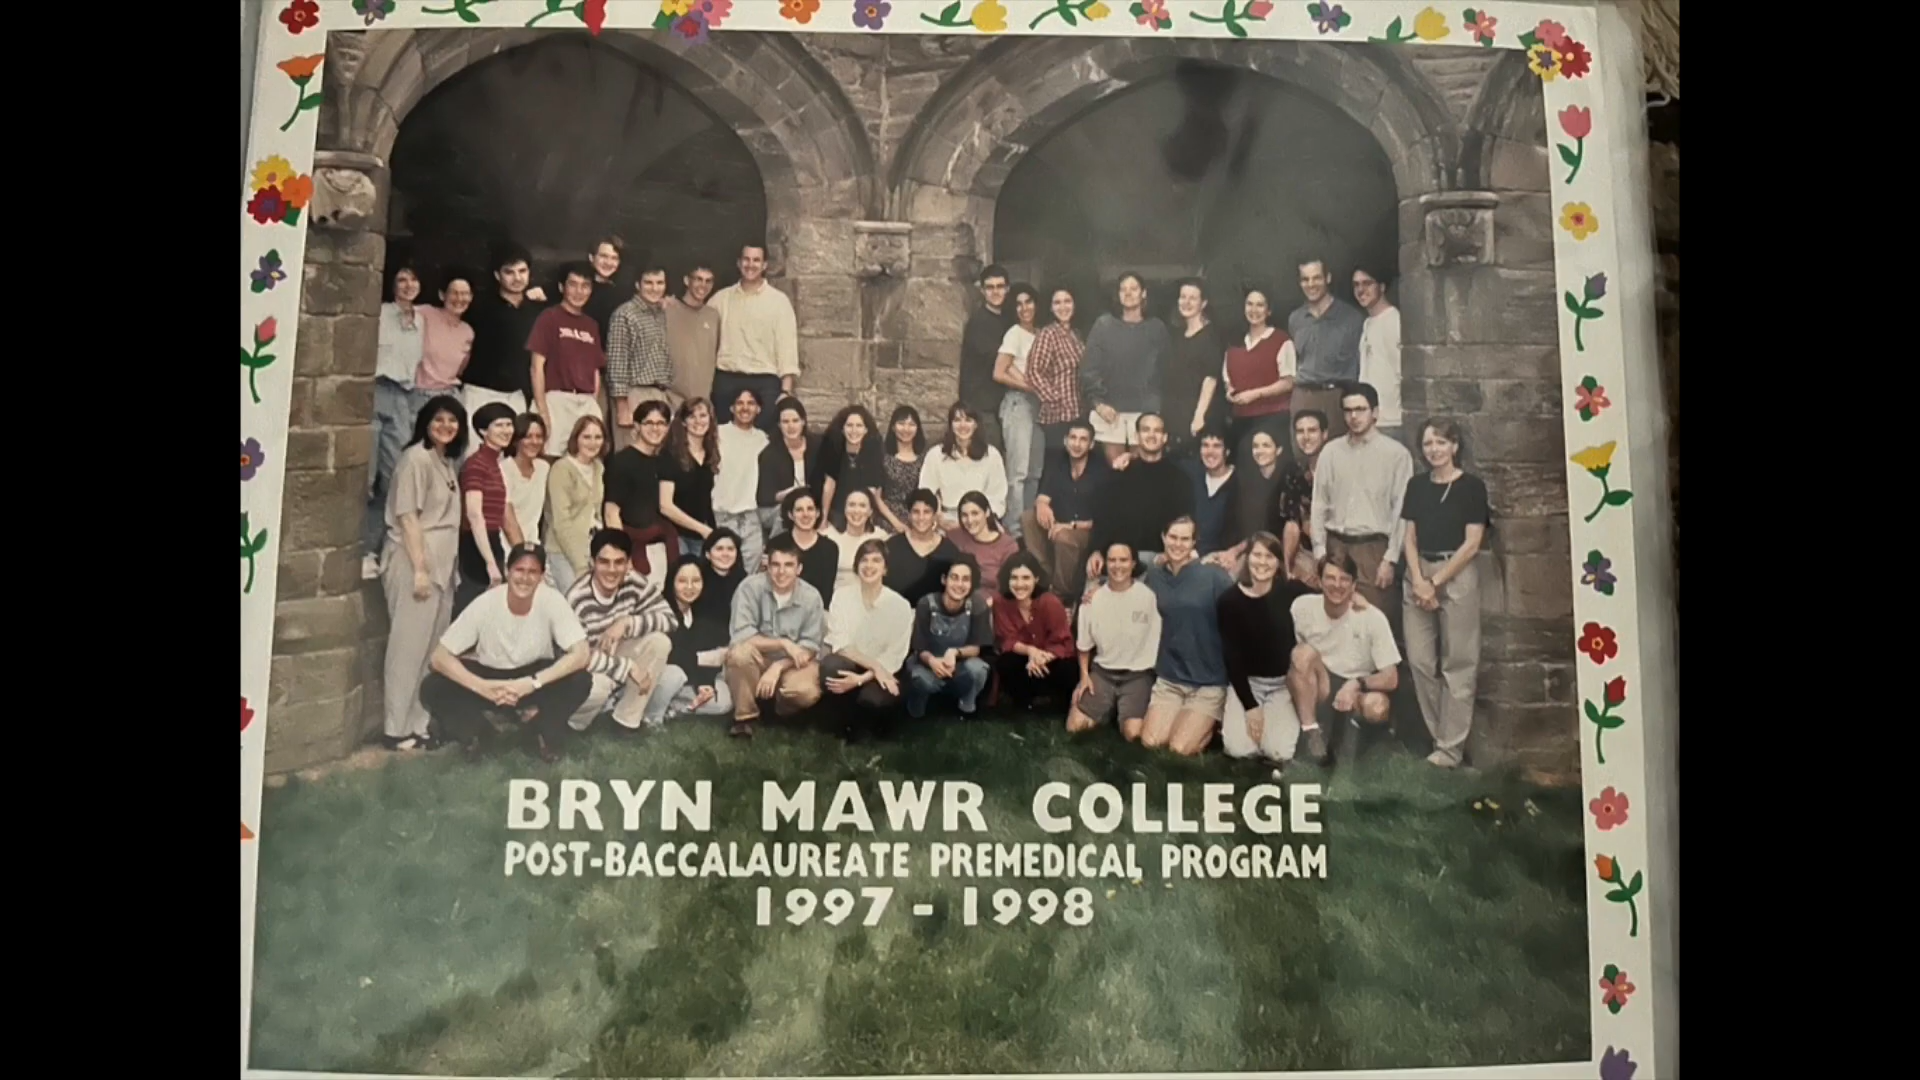 BRYN MAWR COLLEGE
POST-BACCALAUREATE PREMEDICAL PROGRAM
1997 - 1998